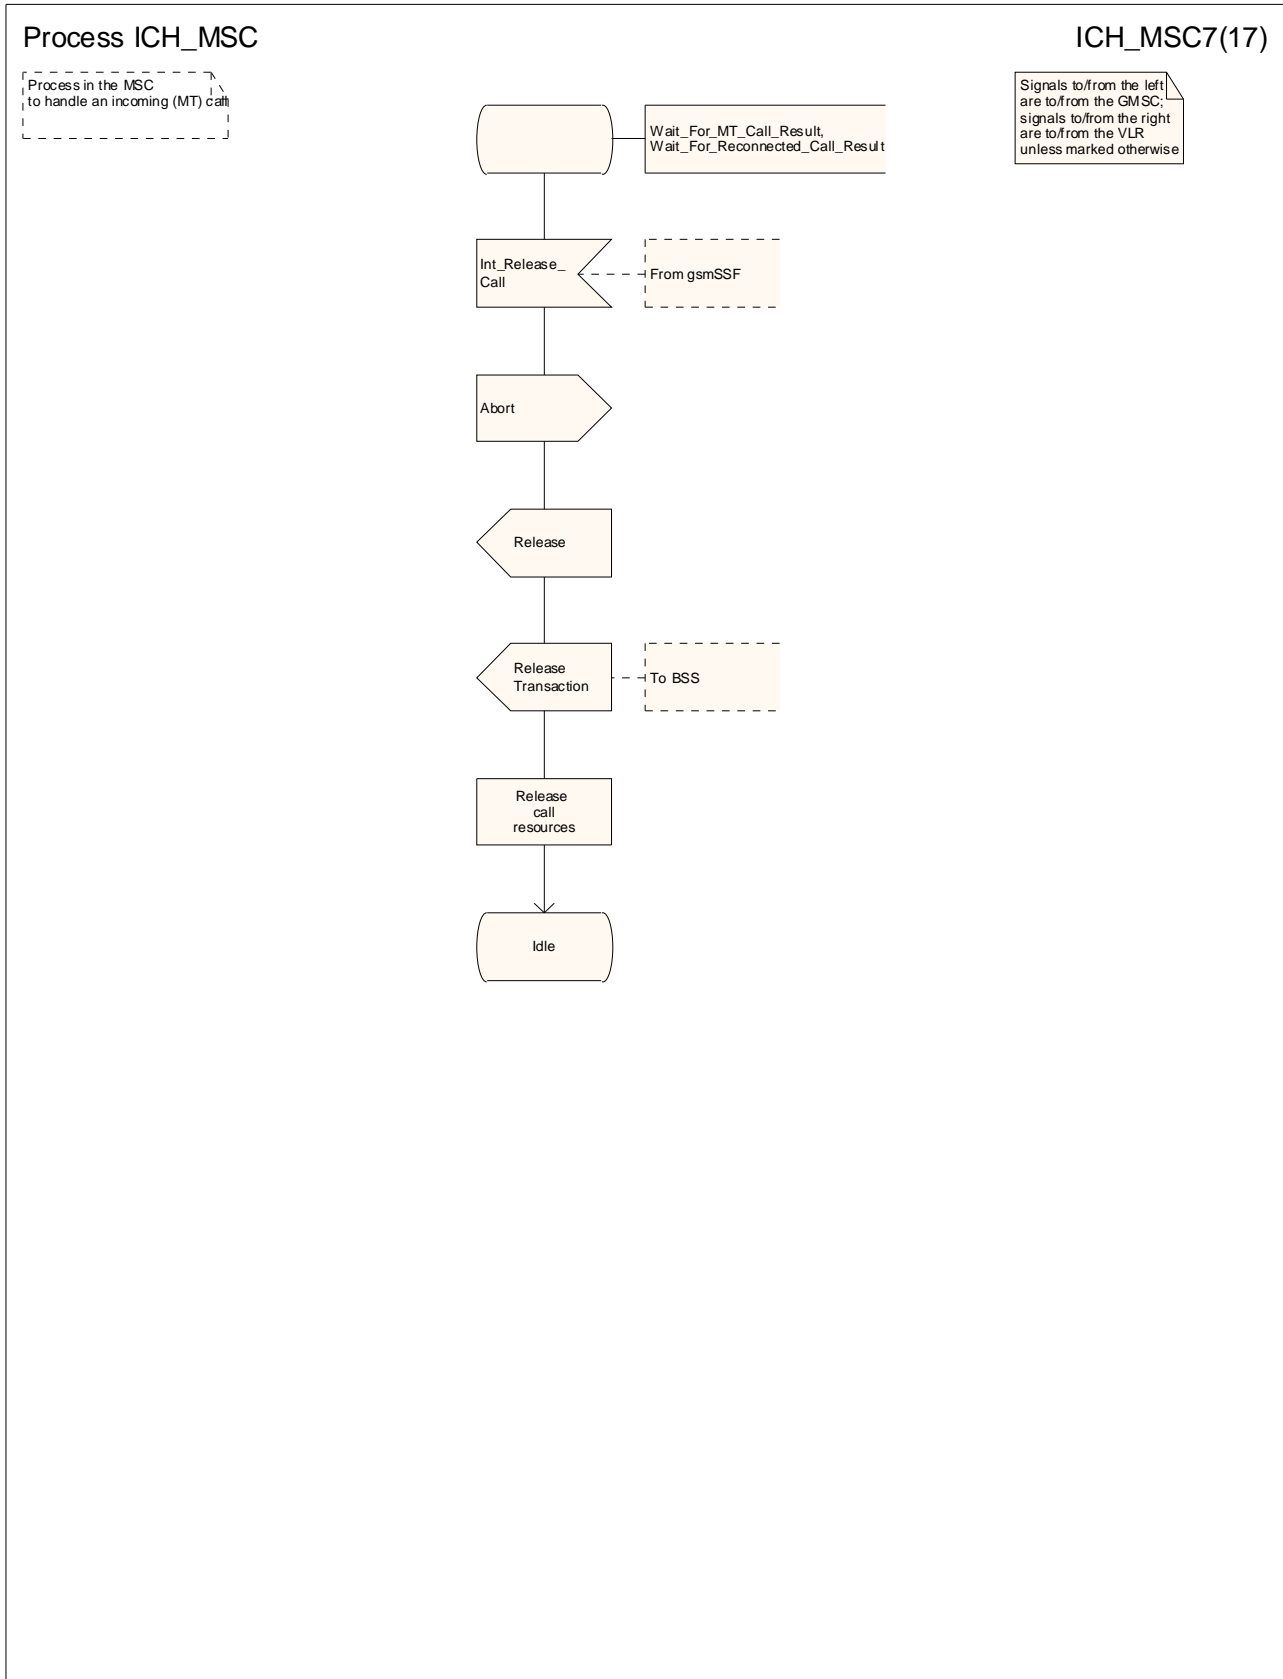 Process ICH_MSC
ICH_MSC7(17)
Process in the MSC
to handle an incoming (MT) call
Signals to/from the left
are to/from the GMSC;
signals to/from the right
are to/from the VLR
unless marked otherwise
Wait_For_MT_Call_Result,
Wait_For_Reconnected_Call_Result
Int_Release_
Call
From gsmSSF
Abort
Release
Release
Transaction
To BSS
Release
call
resources
Idle